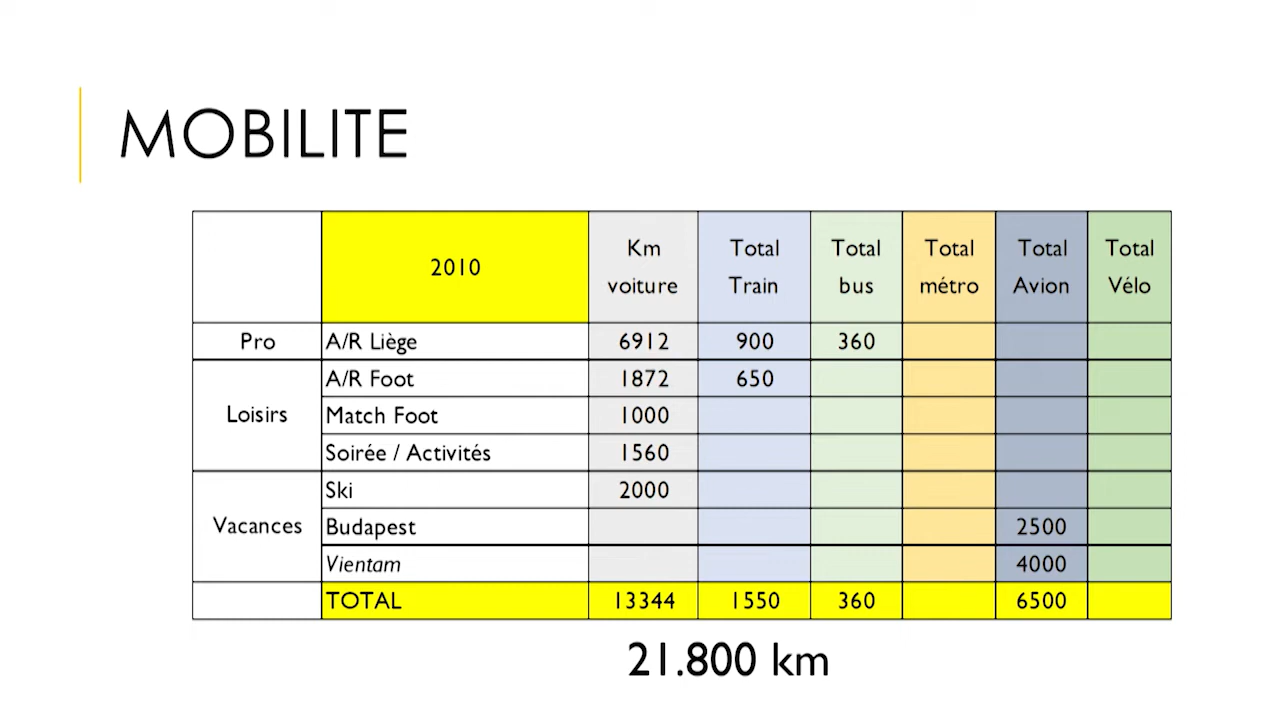 MOBILITE
2010 Km voiture Total Train Total bus Total métro Total Avion Total Vélo
Pro A/R Liège 6912 900 360
Loisirs A/R Foot 1872 650
Match Foot 1000
Soirée / Activités 1560
Vacances Ski 2000
Budapest 2500
Vientam 4000
TOTAL 13344 1550 360 6500
21.800 km